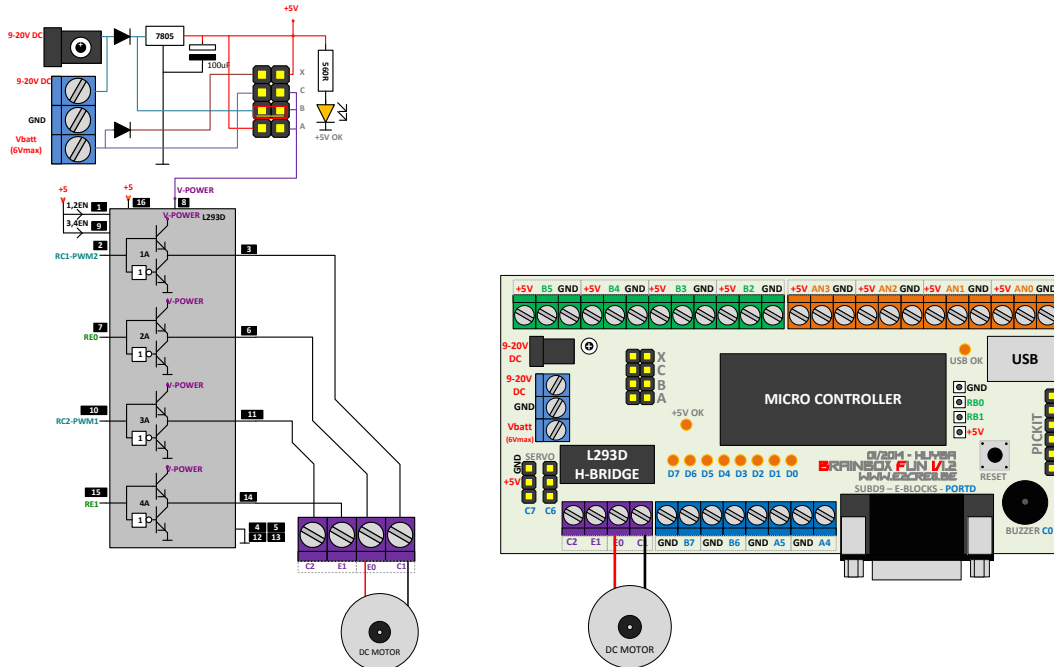 +5V
9-20V DC
7805
100uF
560R
9-20V DC
GND
Vbatt
(6Vmax)
X
C
B
A
+5V OK
+5
+5
V-POWER
1,2EN 1
16
8
V-POWER
L293D
3,4EN
9
2
RC1-PWM2
1A
1
3
V-POWER
7
RE0
2A
1
6
V-POWER
10
RC2-PWM1
3A
1
11
V-POWER
15
RE1
4A
1
14
4 5
12 13
C2 E1 E0 C1
DC MOTOR
+5V B5 GND +5V B4 GND +5V B3 GND +5V B2 GND
+5V AN3 GND +5V AN2 GND +5V AN1 GND +5V AN0 GND
9-20V
DC
9-20V
DC
GND
Vbatt
(6Vmax)
X
C
B
A
+5V OK
MICRO CONTROLLER
USB OK
USB
GND
RB0
RB1
+5V
PICKIT
RESET
SERVO
GND
+5V
C7 C6
L293D
H-BRIDGE
D7 D6 D5 D4 D3 D2 D1 D0
01/2014 - HUYBA
BRAINBOX FUN V1.2
WWW.E2CRE8.BE
SUBD9 – E-BLOCKS - PORTD
BUZZER C0
C2 E1 E0
GND B7 GND B6 GND A5 GND A4
DC MOTOR